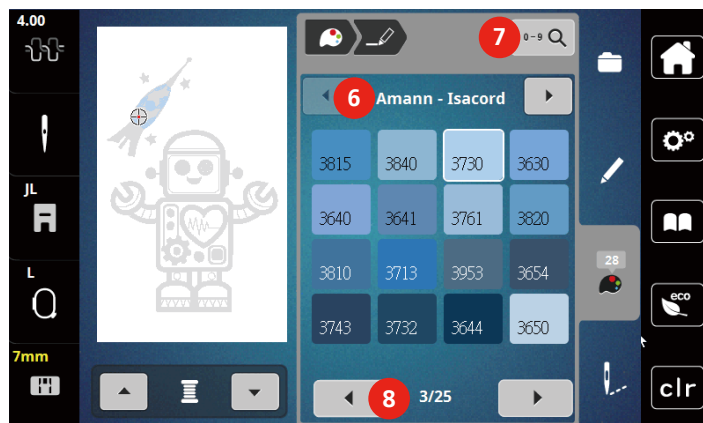 4.00
JL
L
7mm
7
0-9
6
Amann - Isacord
3815 3840 3730 3630
3640 3641 3761 3820
3810 3713 3953 3654
3743 3732 3644 3650
8
3/25
28
eco
clr